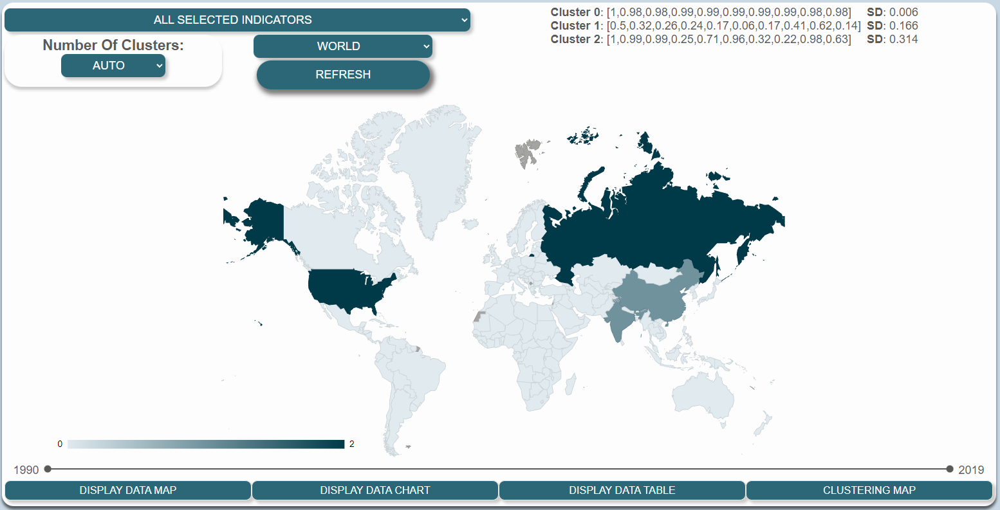 ALL SELECTED INDICATORS
Cluster 0: [1,0.98,0.98,0.99,0.99,0.99,0.99,0.99,0.98,0.98] SD: 0.006
Cluster 1: [0.5,0.32,0.26,0.24,0.17,0.06,0.17,0.41,0.62,0.14] SD: 0.166
Cluster 2: [1,0.99,0.99,0.25,0.71,0.96,0.32,0.22,0.98,0.63] SD: 0.314
Number Of Clusters:
AUTO
WORLD
REFRESH
0 2
1990 2019
DISPLAY DATA MAP DISPLAY DATA CHART DISPLAY DATA TABLE CLUSTERING MAP